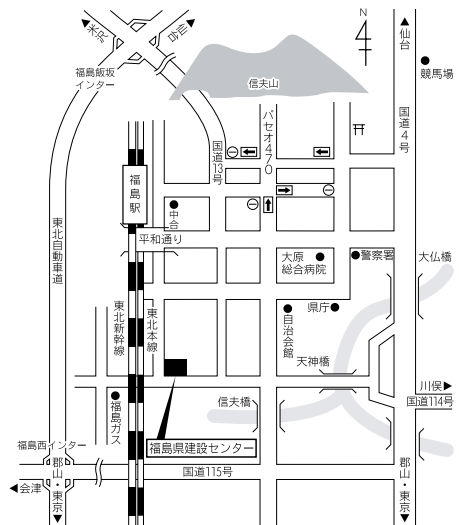 N
米沢
仙台
仙台
福島飯坂
インター
信夫山
競馬場
パセオ470
国道13号
国道4号
福島駅
中合
平和通り
東北自動車道
大原
総合病院
警察署
大仏橋
東北新幹線
東北本線
自治会館
県庁
天神橋
川俣
国道114号
福島ガス
信夫橋
福島県建設センター
福島西インター
国道115号
会津
郡山・東京
郡山・東京